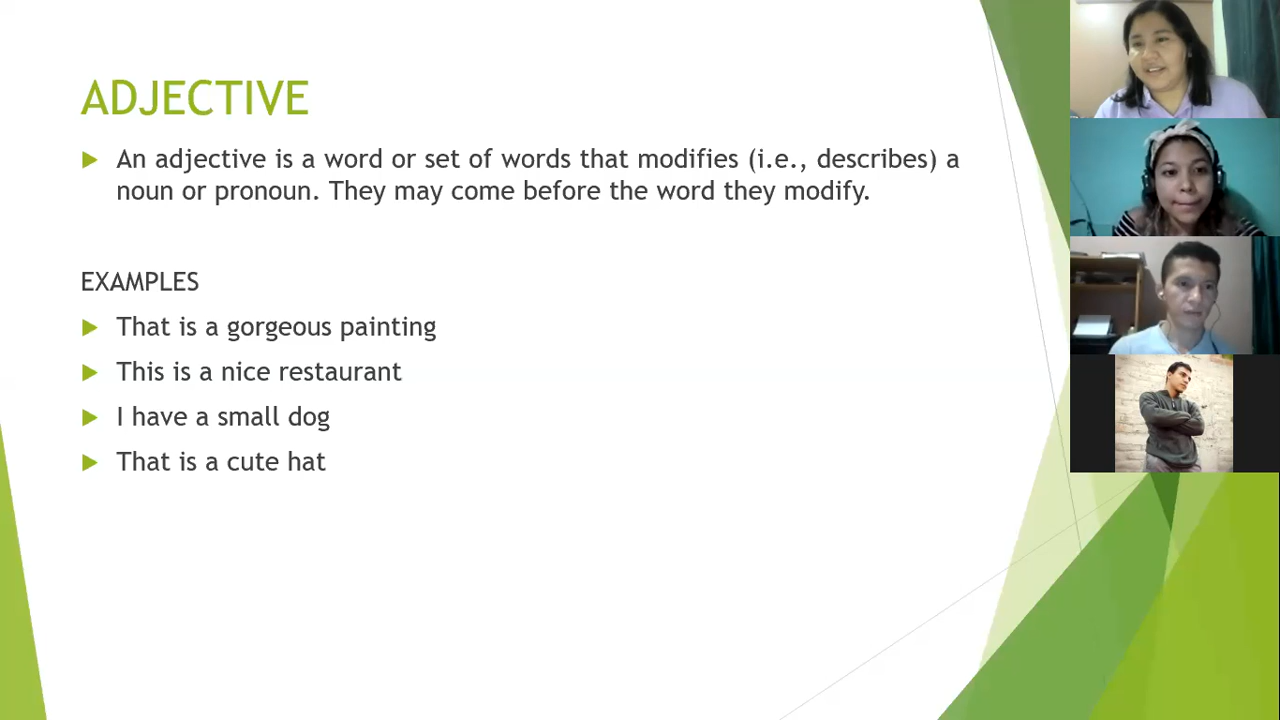 ADJECTIVE
An adjective is a word or set of words that modifies (i.e., describes) a
noun or pronoun. They may come before the word they modify.
EXAMPLES
That is a gorgeous painting
This is a nice restaurant
I have a small dog
That is a cute hat